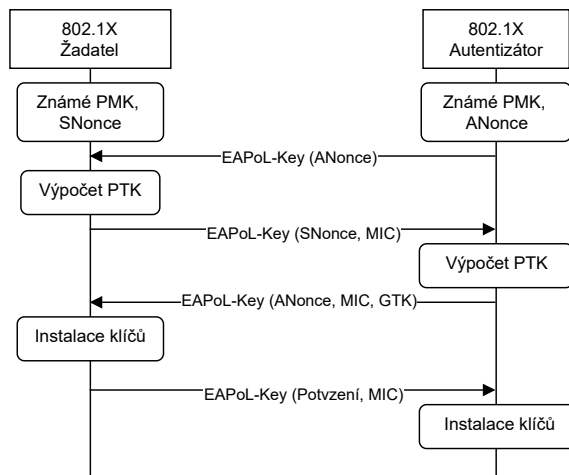 802.1X
Žadatel
802.1X
Autentizátor
Známé PMK,
SNonce
Známé PMK,
ANonce
EAPoL-Key (ANonce)
Výpočet PTK
EAPoL-Key (SNonce, MIC)
Výpočet PTK
EAPoL-Key (ANonce, MIC, GTK)
Instalace klíčů
EAPoL-Key (Potvzení, MIC)
Instalace klíčů